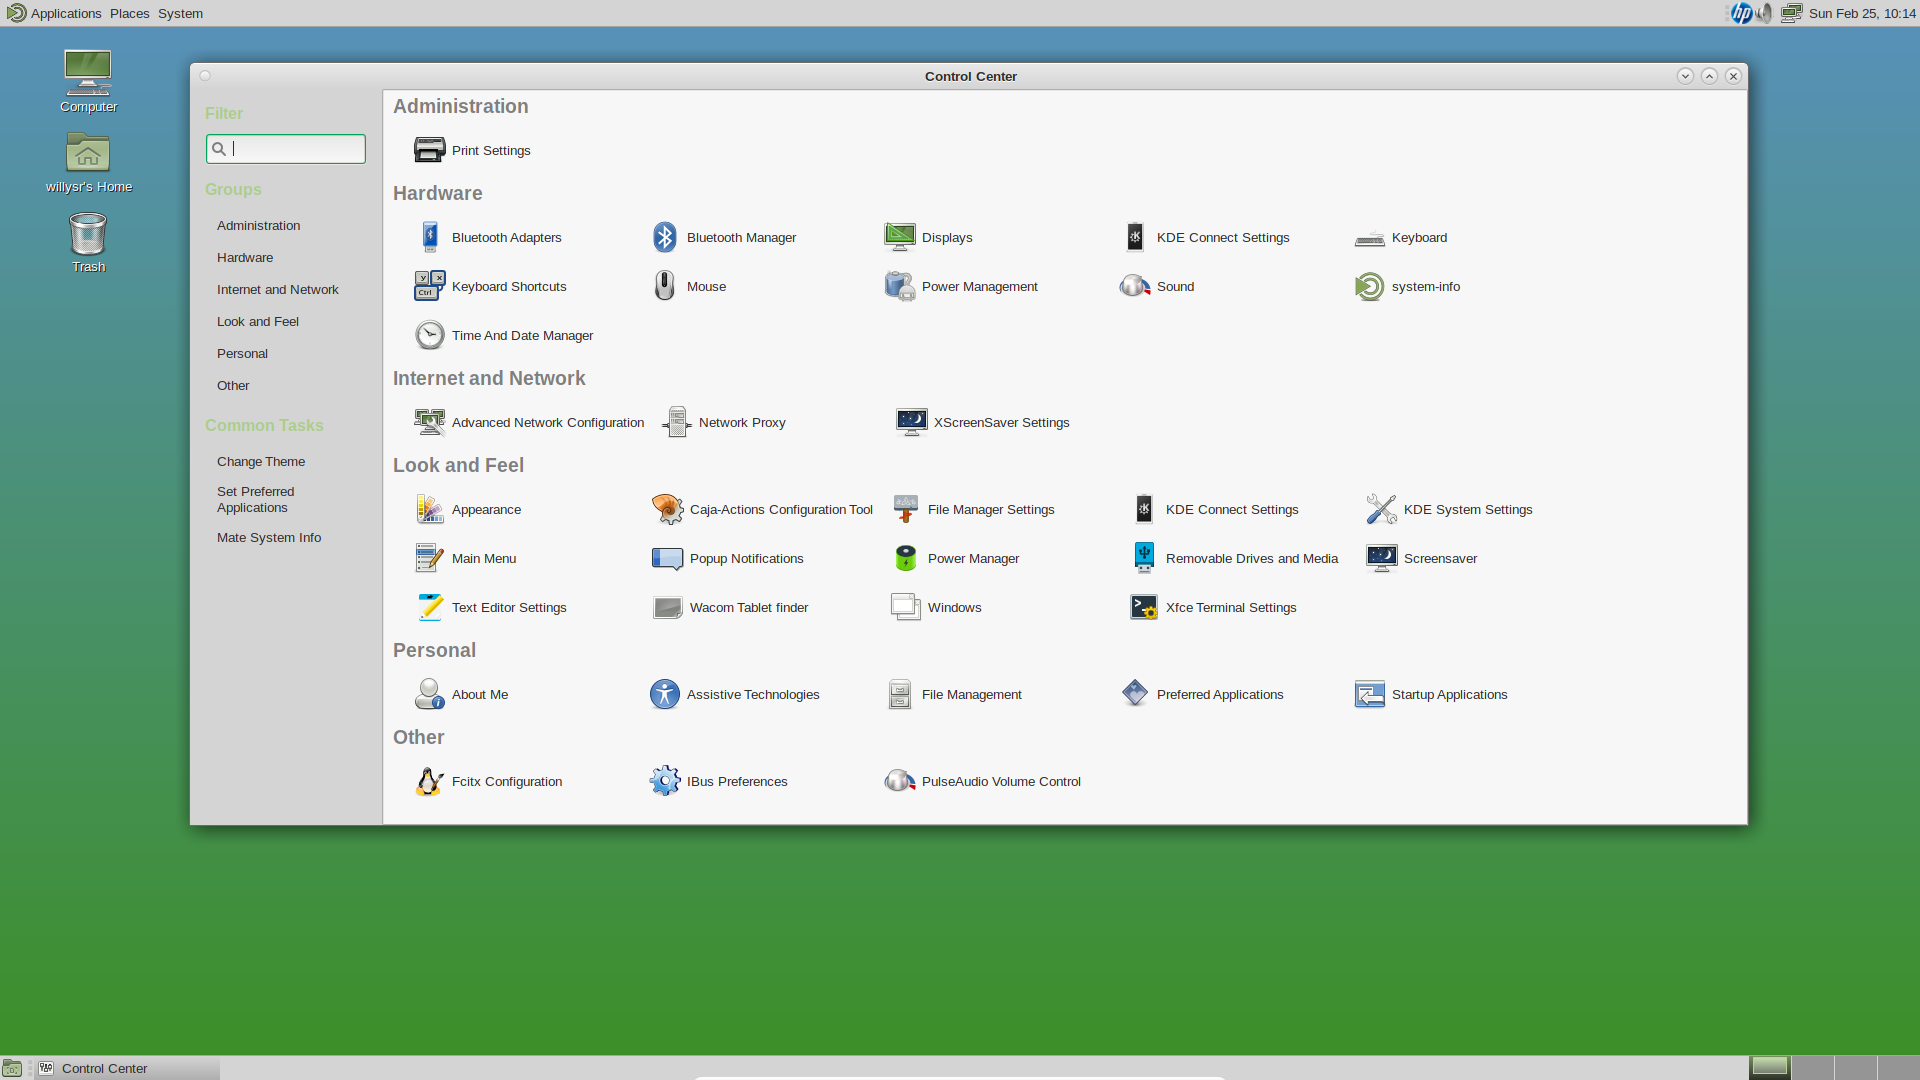 Applications Places System
hp Sun Feb 25, 10:14
Computer
willysr's Home
Trash
Control Center
Filter
Groups
Administration
Hardware
Internet and Network
Look and Feel
Personal
Other
Common Tasks
Change Theme
Set Preferred
Applications
Mate System Info
Administration
Print Settings
Hardware
Bluetooth Adapters Bluetooth Manager Displays KDE Connect Settings Keyboard
Keyboard Shortcuts Mouse Power Management Sound system-info
Time And Date Manager
Internet and Network
Advanced Network Configuration Network Proxy XScreenSaver Settings
Look and Feel
Appearance Caja-Actions Configuration Tool File Manager Settings KDE Connect Settings KDE System Settings
Main Menu Popup Notifications Power Manager Removable Drives and Media Screensaver
Text Editor Settings Wacom Tablet finder Windows Xfce Terminal Settings
Personal
About Me Assistive Technologies File Management Preferred Applications Startup Applications
Other
Fcitx Configuration IBus Preferences PulseAudio Volume Control
Control Center